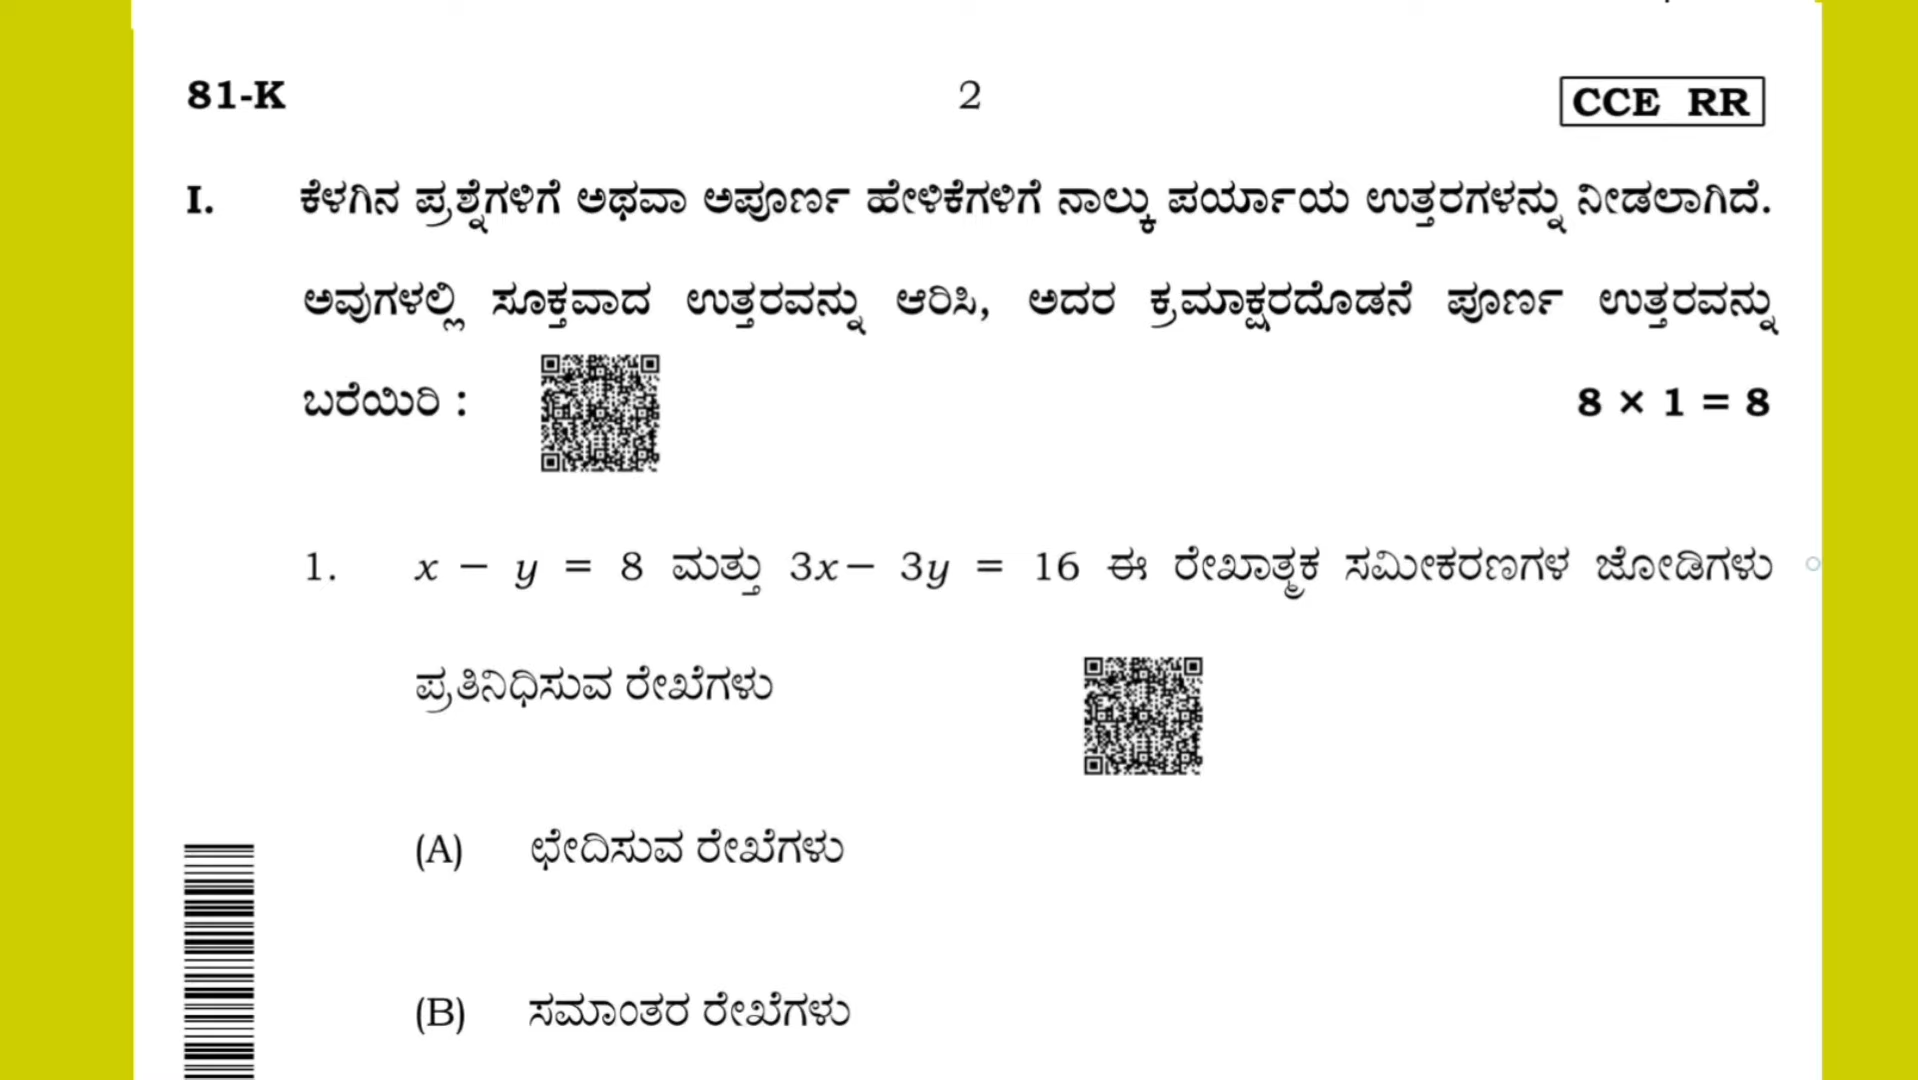 81-K 2 CCE RR
I. ಕೆಳಗಿನ ಪ್ರಶ್ನೆಗಳಿಗೆ ಅಥವಾ ಅಪೂರ್ಣ ಹೇಳಿಕೆಗಳಿಗೆ ನಾಲ್ಕು ಪರ್ಯಾಯ ಉತ್ತರಗಳನ್ನು ನೀಡಲಾಗಿದೆ.
ಅವುಗಳಲ್ಲಿ ಸೂಕ್ತವಾದ ಉತ್ತರವನ್ನು ಆರಿಸಿ, ಅದರ ಕ್ರಮಾಕ್ಷರದೊಡನೆ ಪೂರ್ಣ ಉತ್ತರವನ್ನು
ಬರೆಯಿರಿ : 8 × 1 = 8
1. x − y = 8 ಮತ್ತು 3x − 3y = 16 ಈ ರೇಖಾತ್ಮಕ ಸಮೀಕರಣಗಳ ಜೋಡಿಗಳು
ಪ್ರತಿನಿಧಿಸುವ ರೇಖೆಗಳು
(A) ಛೇದಿಸುವ ರೇಖೆಗಳು
(B) ಸಮಾಂತರ ರೇಖೆಗಳು